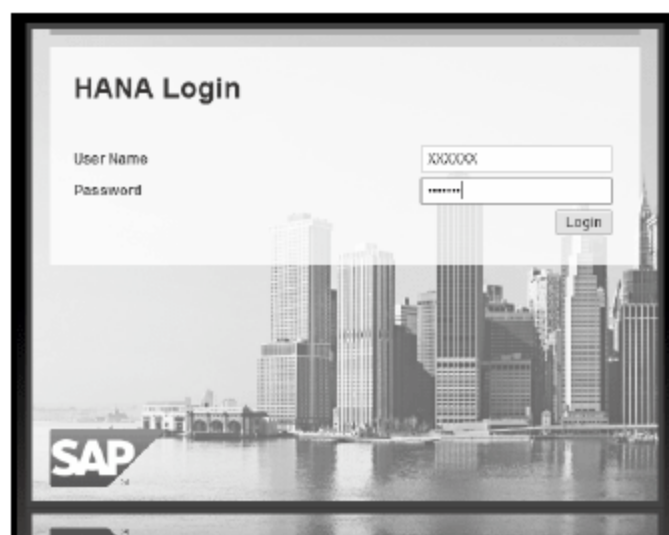 HANA Login
User Name
XXXXXX
Password
•••••••
Login
SAP